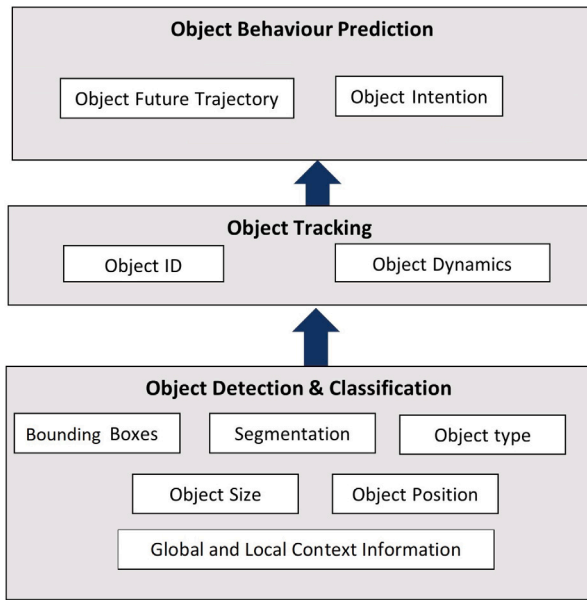 Object Behaviour Prediction
Object Future Trajectory
Object Intention
Object Tracking
Object ID
Object Dynamics
Object Detection & Classification
Bounding Boxes
Segmentation
Object type
Object Size
Object Position
Global and Local Context Information